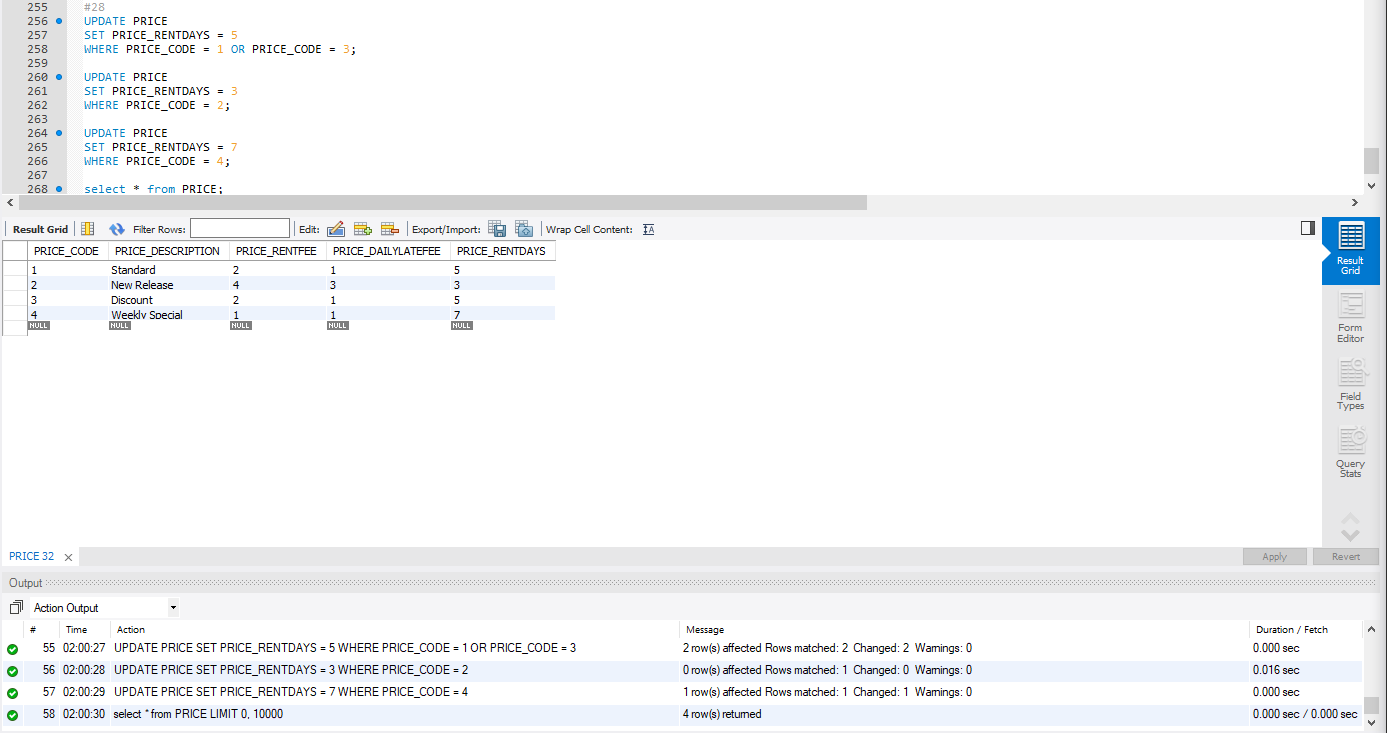 255 #28
256 UPDATE PRICE
257 SET PRICE_RENTDAYS = 5
258 WHERE PRICE_CODE = 1 OR PRICE_CODE = 3;
259
260 UPDATE PRICE
261 SET PRICE_RENTDAYS = 3
262 WHERE PRICE_CODE = 2;
263
264 UPDATE PRICE
265 SET PRICE_RENTDAYS = 7
266 WHERE PRICE_CODE = 4;
267
268 select * from PRICE;
Result Grid Filter Rows: Edit: Export/Import: Wrap Cell Content:
PRICE_CODE PRICE_DESCRIPTION PRICE_RENTFEE PRICE_DAILYLATEFEE PRICE_RENTDAYS
1 Standard 2 1 5
2 New Release 4 3 3
3 Discount 2 1 5
4 Weekly Special 1 1 7
NULL NULL NULL NULL NULL
Result
Grid
Form
Editor
Field
Types
Query
Stats
PRICE 32 Apply Revert
Output
Action Output
# Time Action Message Duration / Fetch
55 02:00:27 UPDATE PRICE SET PRICE_RENTDAYS = 5 WHERE PRICE_CODE = 1 OR PRICE_CODE = 3 2 row(s) affected Rows matched: 2 Changed: 2 Warnings: 0 0.000 sec
56 02:00:28 UPDATE PRICE SET PRICE_RENTDAYS = 3 WHERE PRICE_CODE = 2 0 row(s) affected Rows matched: 1 Changed: 0 Warnings: 0 0.016 sec
57 02:00:29 UPDATE PRICE SET PRICE_RENTDAYS = 7 WHERE PRICE_CODE = 4 1 row(s) affected Rows matched: 1 Changed: 1 Warnings: 0 0.000 sec
58 02:00:30 select * from PRICE LIMIT 0, 10000 4 row(s) returned 0.000 sec / 0.000 sec